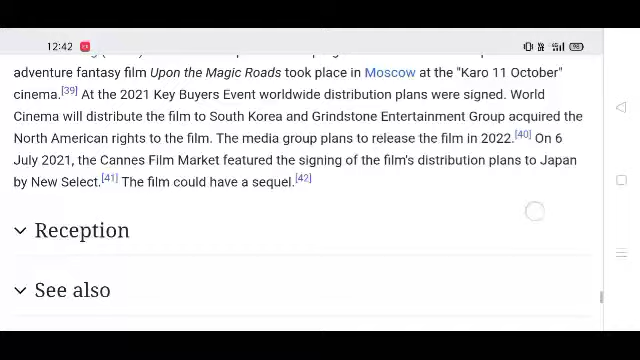 12:42
adventure fantasy film Upon the Magic Roads took place in Moscow at the "Karo 11 October"
cinema.[39] At the 2021 Key Buyers Event worldwide distribution plans were signed. World
Cinema will distribute the film to South Korea and Grindstone Entertainment Group acquired the
North American rights to the film. The media group plans to release the film in 2022.[40] On 6
July 2021, the Cannes Film Market featured the signing of the film's distribution plans to Japan
by New Select.[41] The film could have a sequel.[42]
Reception
See also